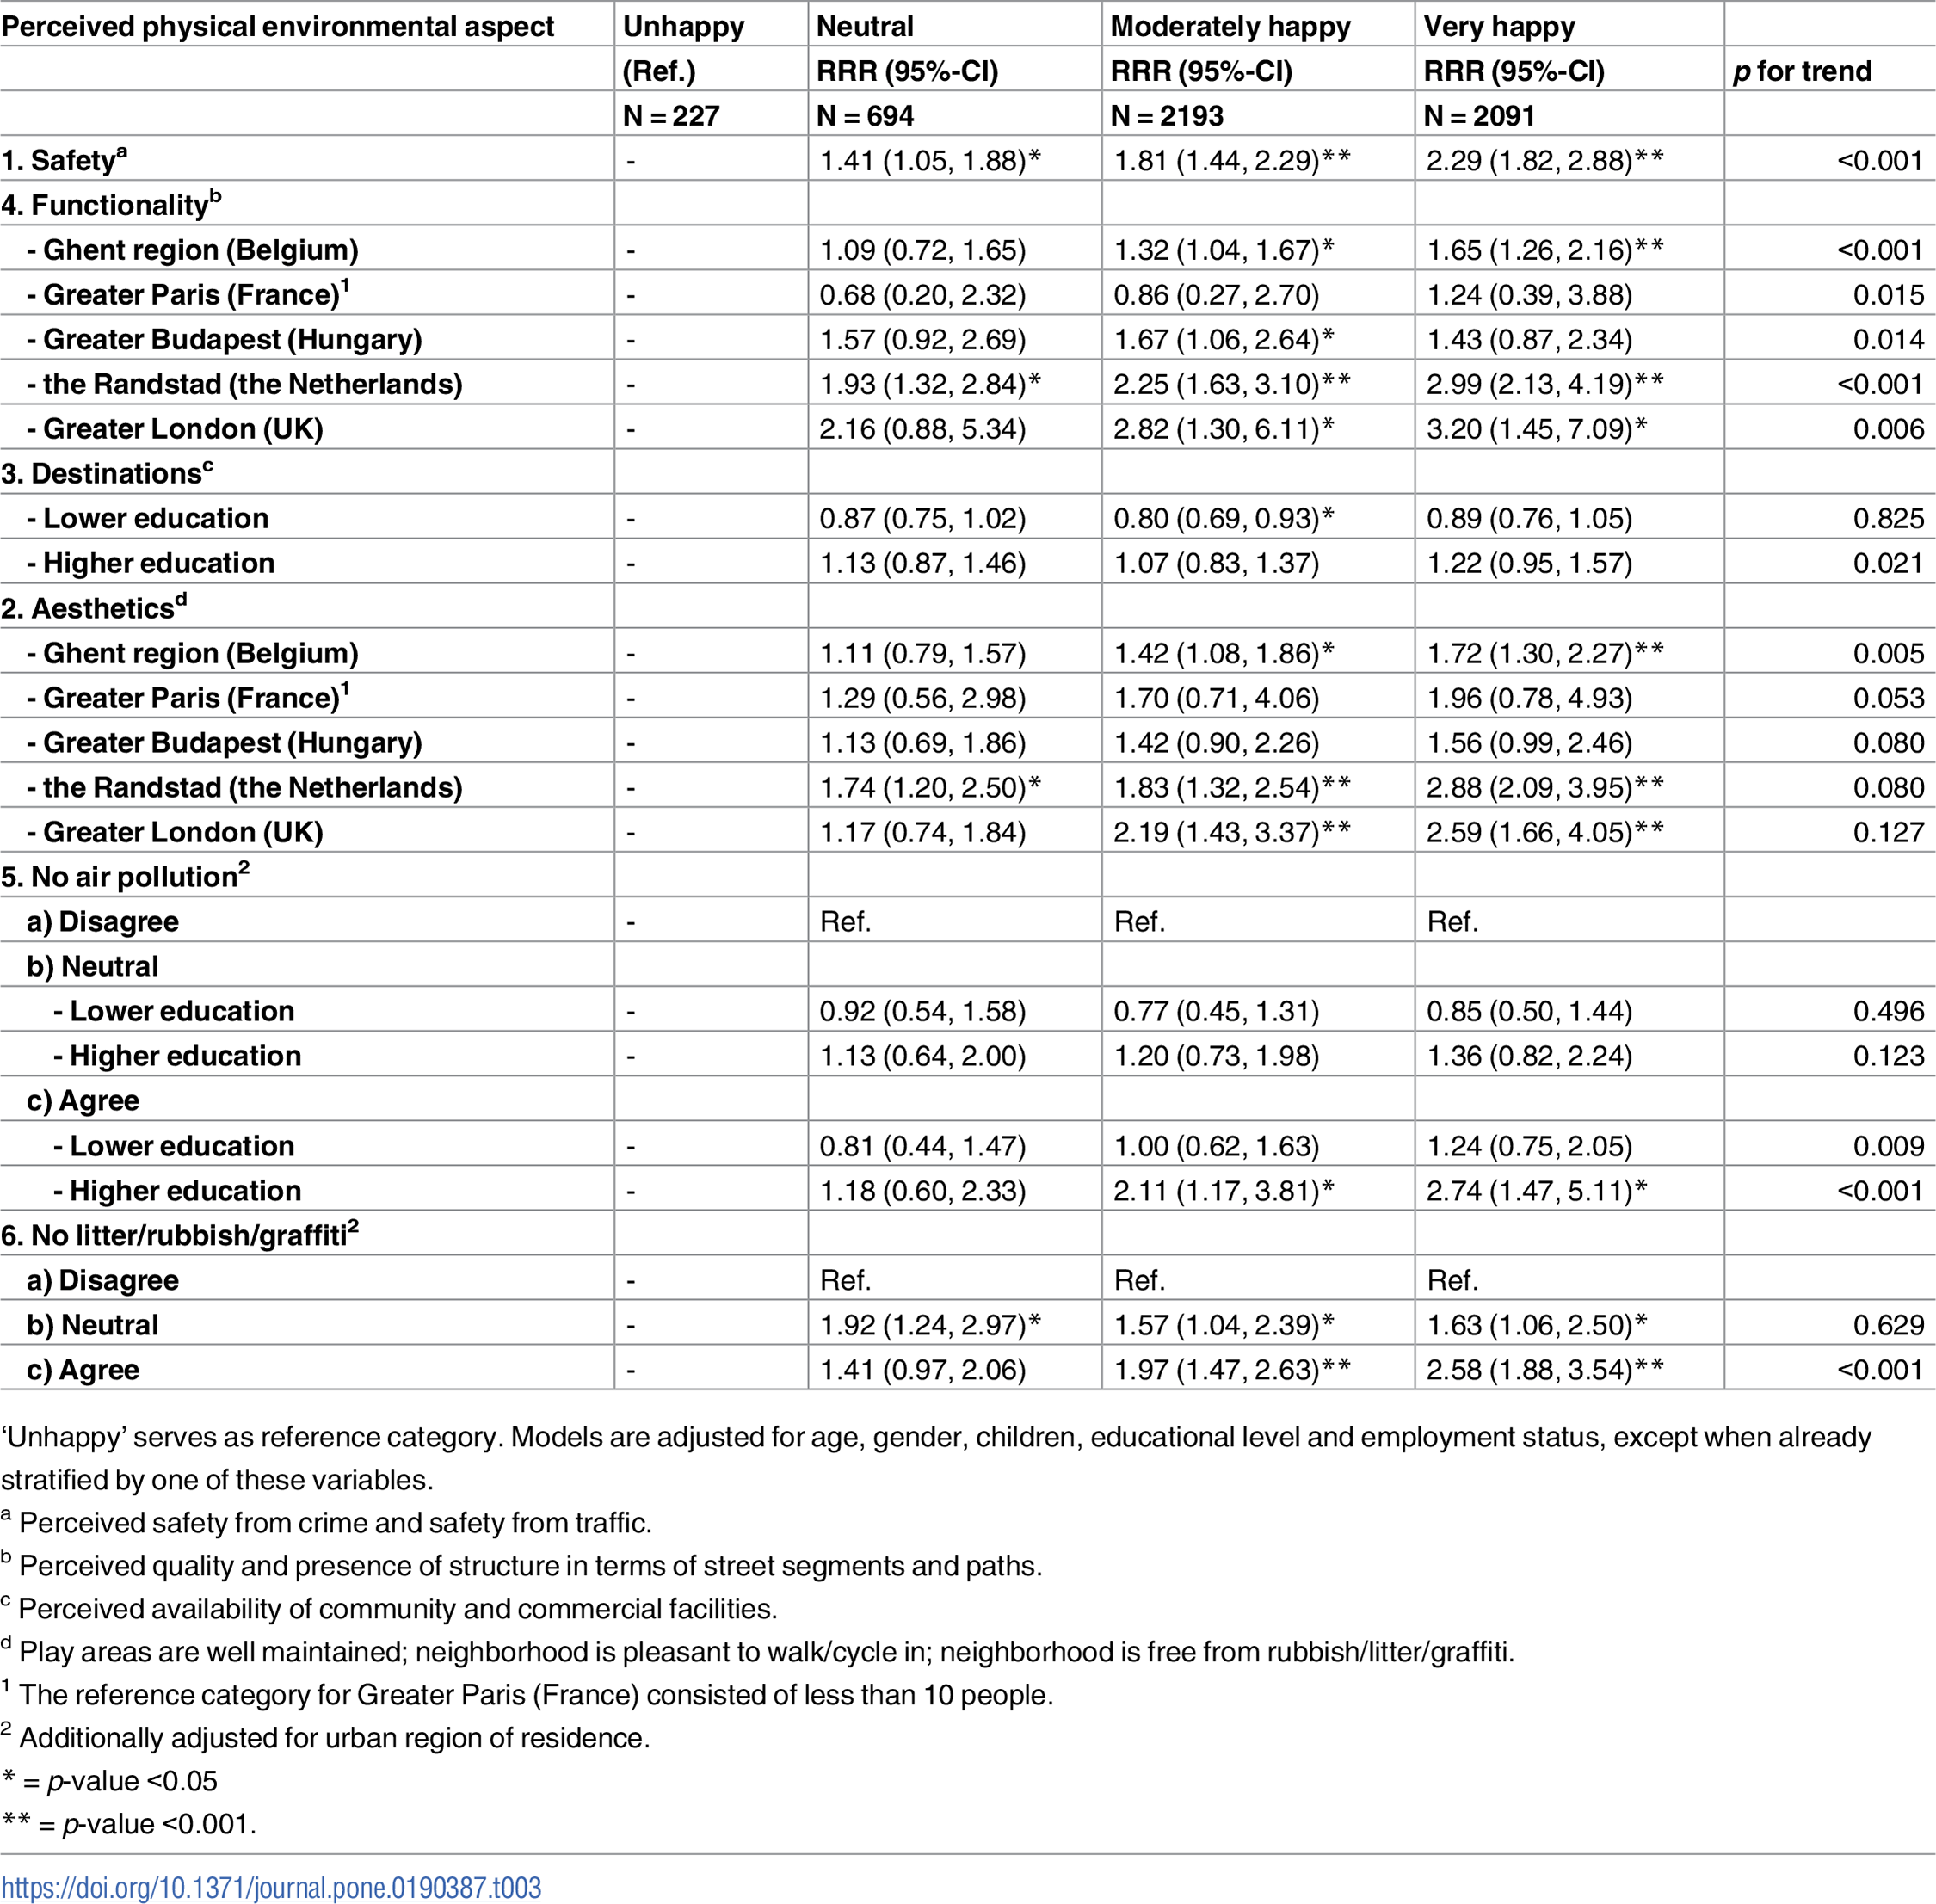 Perceived physical environmental aspect Unhappy Neutral Moderately happy Very happy
(Ref.) RRR (95%-CI) RRR (95%-CI) RRR (95%-CI) p for trend
N = 227 N = 694 N = 2193 N = 2091
1. Safetyᵃ - 1.41 (1.05, 1.88)* 1.81 (1.44, 2.29)** 2.29 (1.82, 2.88)** <0.001
4. Functionalityᵇ
- Ghent region (Belgium) - 1.09 (0.72, 1.65) 1.32 (1.04, 1.67)* 1.65 (1.26, 2.16)** <0.001
- Greater Paris (France)¹ - 0.68 (0.20, 2.32) 0.86 (0.27, 2.70) 1.24 (0.39, 3.88) 0.015
- Greater Budapest (Hungary) - 1.57 (0.92, 2.69) 1.67 (1.06, 2.64)* 1.43 (0.87, 2.34) 0.014
- the Randstad (the Netherlands) - 1.93 (1.32, 2.84)* 2.25 (1.63, 3.10)** 2.99 (2.13, 4.19)** <0.001
- Greater London (UK) - 2.16 (0.88, 5.34) 2.82 (1.30, 6.11)* 3.20 (1.45, 7.09)* 0.006
3. Destinationsᶜ
- Lower education - 0.87 (0.75, 1.02) 0.80 (0.69, 0.93)* 0.89 (0.76, 1.05) 0.825
- Higher education - 1.13 (0.87, 1.46) 1.07 (0.83, 1.37) 1.22 (0.95, 1.57) 0.021
2. Aestheticsᵈ
- Ghent region (Belgium) - 1.11 (0.79, 1.57) 1.42 (1.08, 1.86)* 1.72 (1.30, 2.27)** 0.005
- Greater Paris (France)¹ - 1.29 (0.56, 2.98) 1.70 (0.71, 4.06) 1.96 (0.78, 4.93) 0.053
- Greater Budapest (Hungary) - 1.13 (0.69, 1.86) 1.42 (0.90, 2.26) 1.56 (0.99, 2.46) 0.080
- the Randstad (the Netherlands) - 1.74 (1.20, 2.50)* 1.83 (1.32, 2.54)** 2.88 (2.09, 3.95)** 0.080
- Greater London (UK) - 1.17 (0.74, 1.84) 2.19 (1.43, 3.37)** 2.59 (1.66, 4.05)** 0.127
5. No air pollution²
a) Disagree - Ref. Ref. Ref.
b) Neutral
- Lower education - 0.92 (0.54, 1.58) 0.77 (0.45, 1.31) 0.85 (0.50, 1.44) 0.496
- Higher education - 1.13 (0.64, 2.00) 1.20 (0.73, 1.98) 1.36 (0.82, 2.24) 0.123
c) Agree
- Lower education - 0.81 (0.44, 1.47) 1.00 (0.62, 1.63) 1.24 (0.75, 2.05) 0.009
- Higher education - 1.18 (0.60, 2.33) 2.11 (1.17, 3.81)* 2.74 (1.47, 5.11)* <0.001
6. No litter/rubbish/graffiti²
a) Disagree - Ref. Ref. Ref.
b) Neutral - 1.92 (1.24, 2.97)* 1.57 (1.04, 2.39)* 1.63 (1.06, 2.50)* 0.629
c) Agree - 1.41 (0.97, 2.06) 1.97 (1.47, 2.63)** 2.58 (1.88, 3.54)** <0.001
‘Unhappy’ serves as reference category. Models are adjusted for age, gender, children, educational level and employment status, except when already
stratified by one of these variables.
ᵃ Perceived safety from crime and safety from traffic.
ᵇ Perceived quality and presence of structure in terms of street segments and paths.
ᶜ Perceived availability of community and commercial facilities.
ᵈ Play areas are well maintained; neighborhood is pleasant to walk/cycle in; neighborhood is free from rubbish/litter/graffiti.
¹ The reference category for Greater Paris (France) consisted of less than 10 people.
² Additionally adjusted for urban region of residence.
* = p-value <0.05
** = p-value <0.001.
https://doi.org/10.1371/journal.pone.0190387.t003